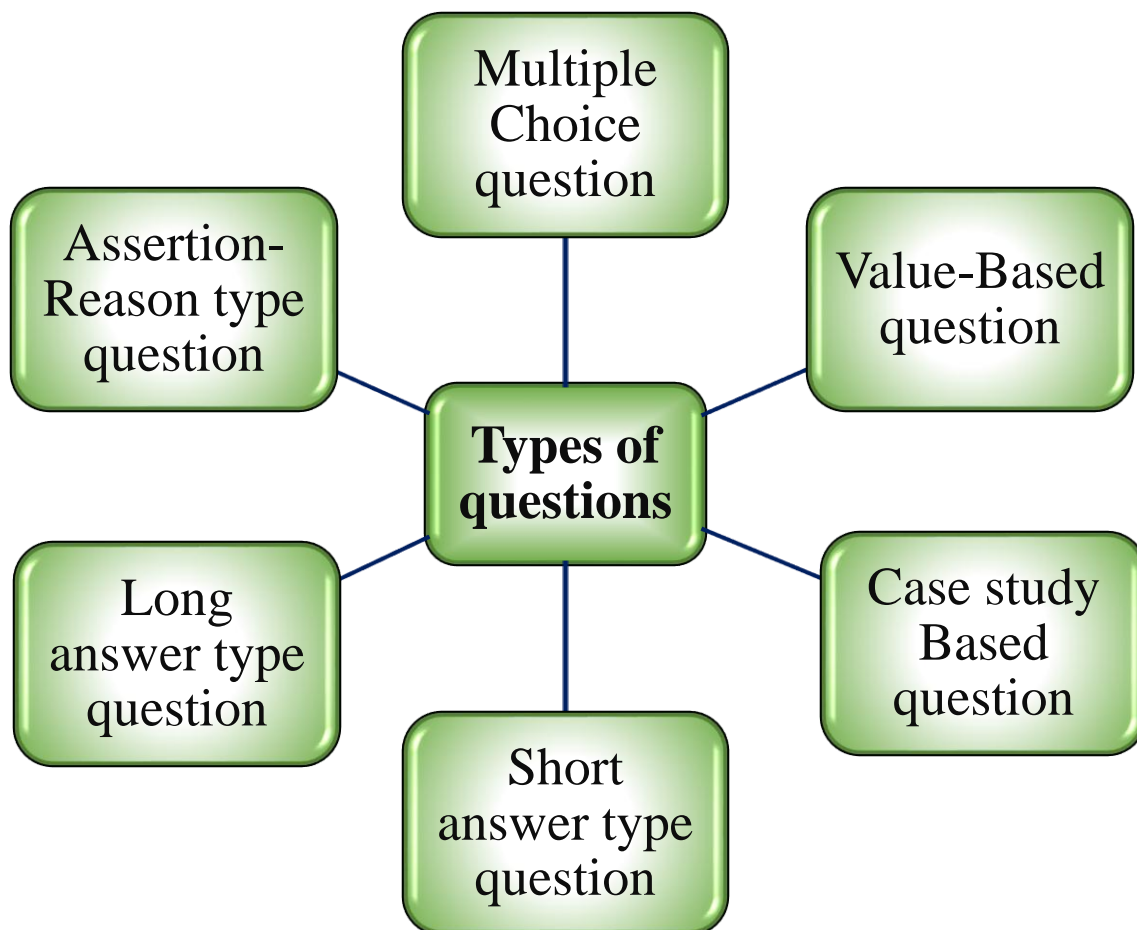 Multiple
Choice
question
Assertion-
Reason type
question
Value-Based
question
Types of
questions
Long
answer type
question
Case study
Based
question
Short
answer type
question